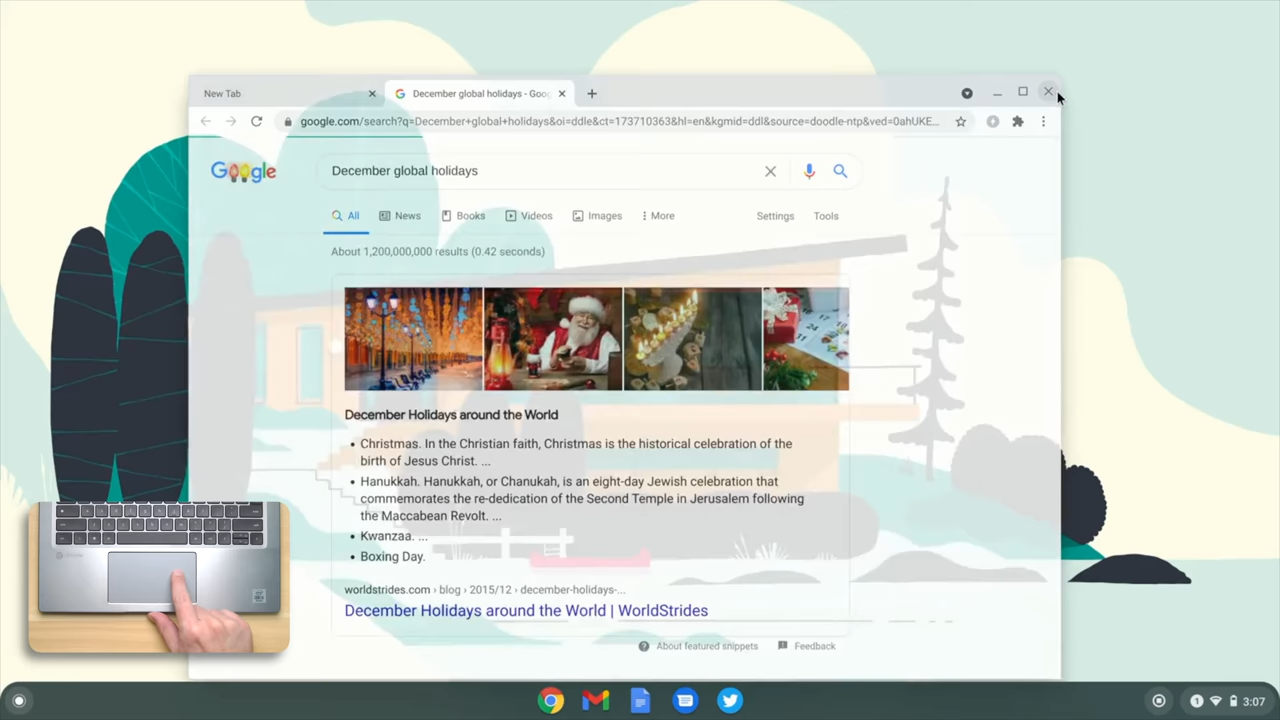 New Tab
December global holidays - Goog
google.com/search?q=December+global+holidays&oi=ddle&ct=173710363&hl=en&kgmid=ddl&source=doodle-ntp&ved=0ahUKE...
Google
December global holidays
All News Books Videos Images More Settings Tools
About 1,200,000,000 results (0.42 seconds)
December Holidays around the World
• Christmas. In the Christian faith, Christmas is the historical celebration of the
birth of Jesus Christ. ...
• Hanukkah. Hanukkah, or Chanukah, is an eight-day Jewish celebration that
commemorates the re-dedication of the Second Temple in Jerusalem following
the Maccabean Revolt. ...
• Kwanzaa. ...
• Boxing Day.
worldstrides.com › blog › 2015/12 › december-holidays-...
December Holidays around the World | WorldStrides
About featured snippets Feedback
1 3:07